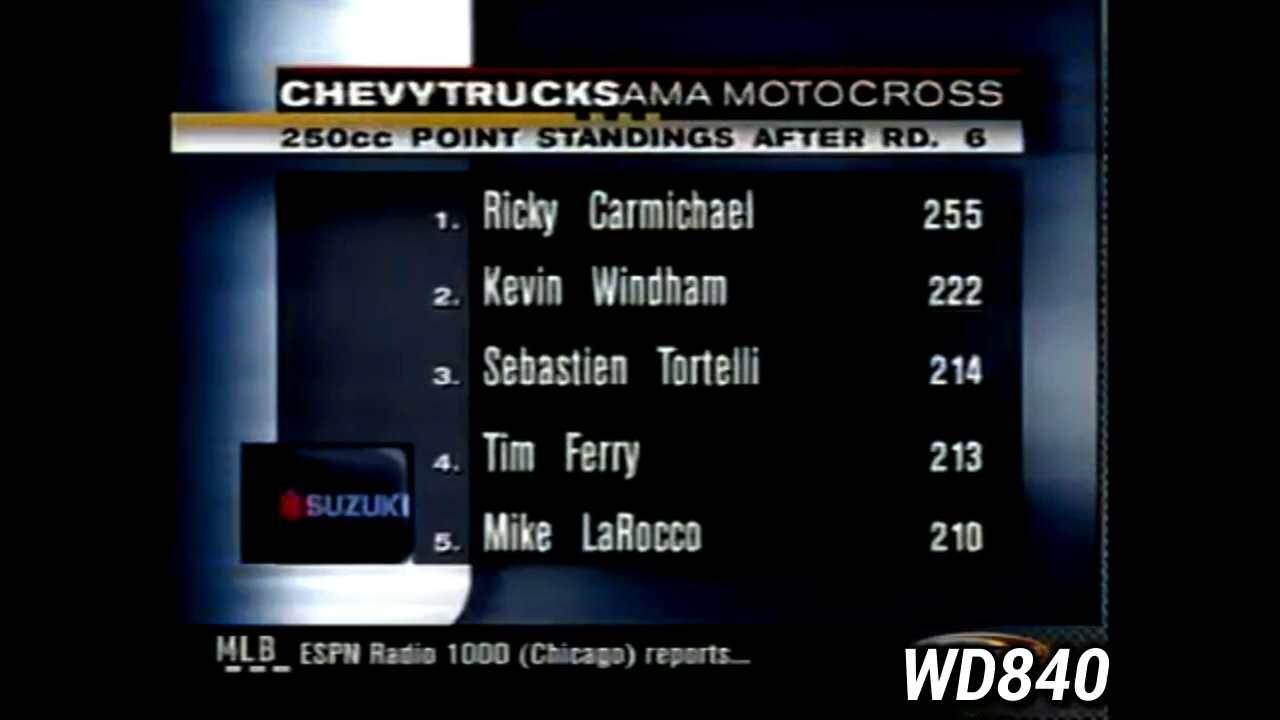 CHEVYTRUCKSAMA MOTOCROSS
250cc POINT STANDINGS AFTER RD. 6
1. Ricky Carmichael 255
2. Kevin Windham 222
3. Sebastien Tortelli 214
4. Tim Ferry 213
5. Mike LaRocco 210
SUZUKI
MLB ESPN Radio 1000 (Chicago) reports...
WD840